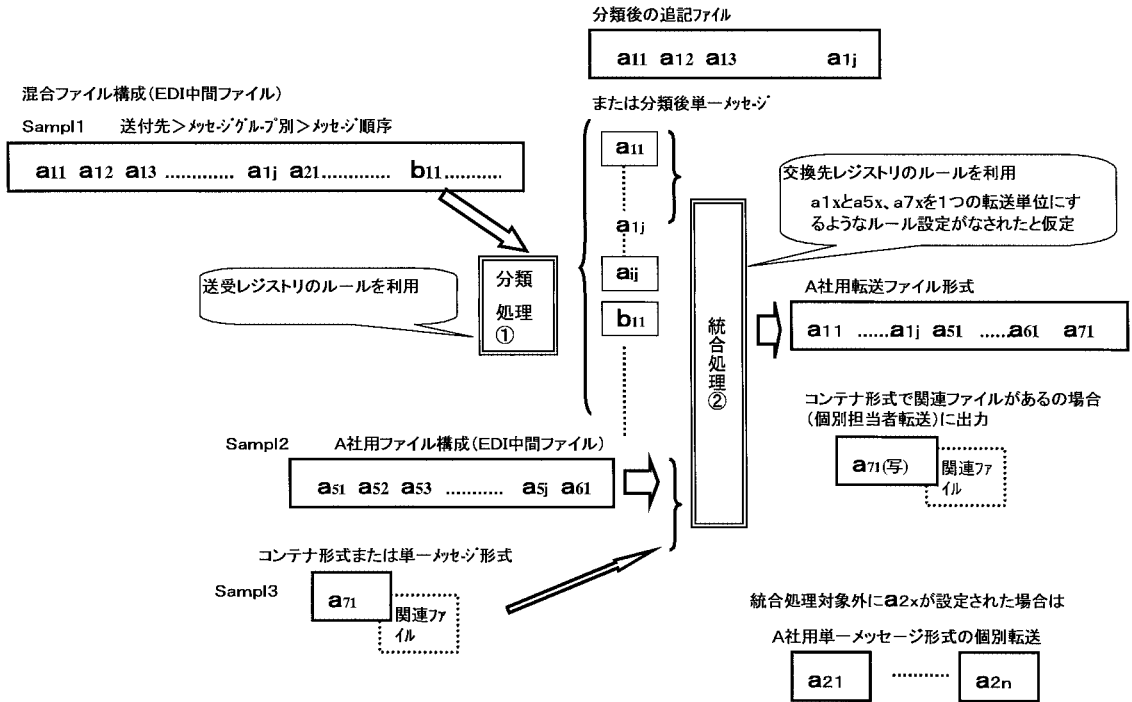 分類後の追記ファイル
a11 a12 a13 a1j
混合ファイル構成(EDI中間ファイル)
Sampl1 送付先>メッセージグループ別>メッセージ順序
a11 a12 a13 ............. a1j a21............. b11...........
または分類後単一メッセージ
a11
a1j
aij
b11
送受レジストリのルールを利用
分類
処理
①
統合処理②
交換先レジストリのルールを利用
a1xとa5x、a7xを1つの転送単位にす
るようなルール設定がなされたと仮定
A社用転送ファイル形式
a11 ......a1j a51 ......a61 a71
コンテナ形式で関連ファイルがあるの場合
(個別担当者転送)に出力
a71(写)
関連ファ
イル
Sampl2 A社用ファイル構成(EDI中間ファイル)
a51 a52 a53 ........... a5j a61
コンテナ形式または単一メッセージ形式
Sampl3
a71
関連ファ
イル
統合処理対象外にa2xが設定された場合は
A社用単一メッセージ形式の個別転送
a21 .......... a2n